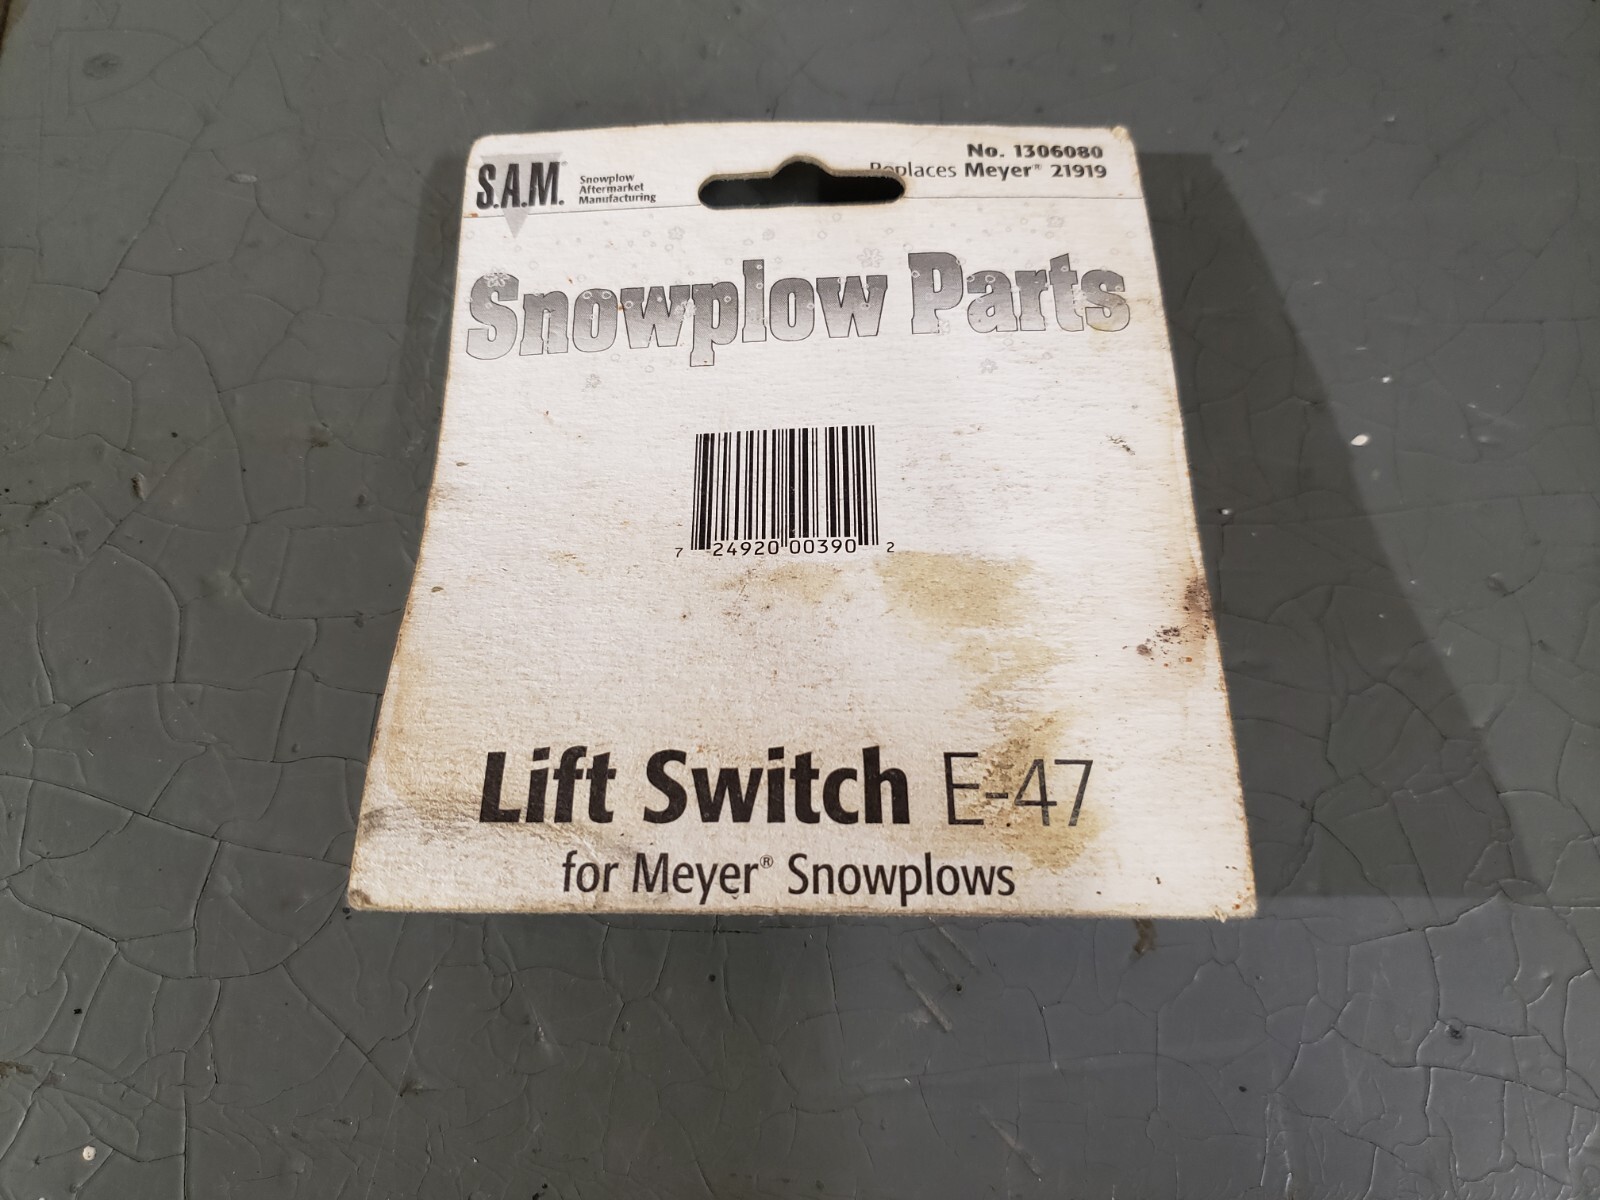 S.A.M.
Snowplow
Aftermarket
Manufacturing
No. 1306080
Replaces Meyer® 21919
Snowplow Parts
7 24920 00390 2
Lift Switch E-47
for Meyer® Snowplows